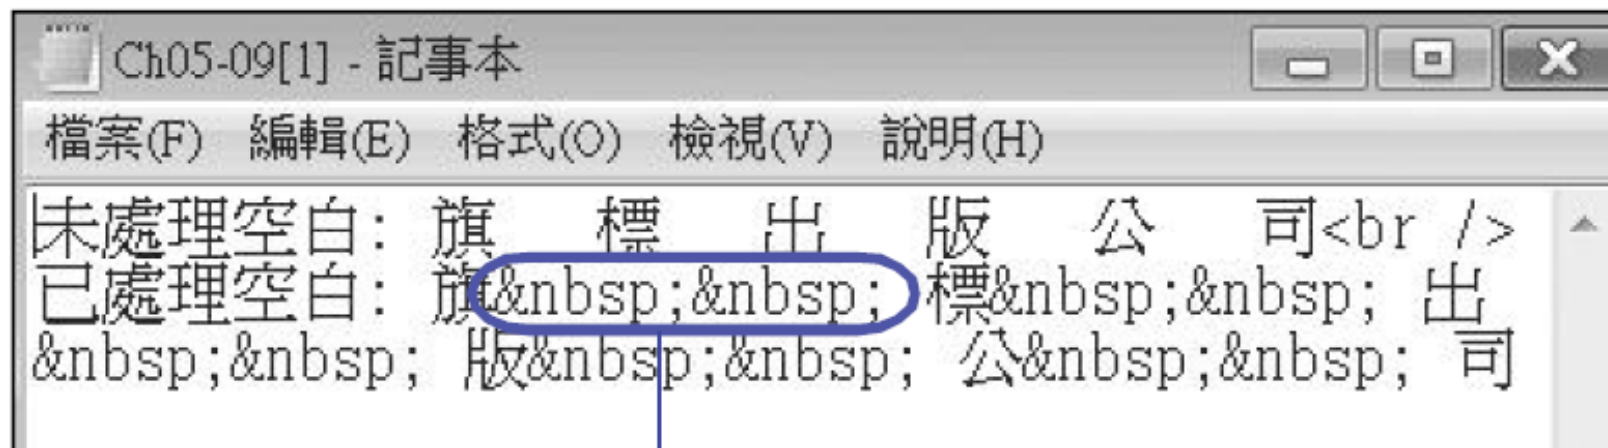 Ch05-09[1] - 記事本
檔案(F) 編輯(E) 格式(O) 檢視(V) 說明(H)
未處理空白: 旗   標   出   版   公   司<br />
已處理空白: 旗&nbsp;&nbsp; 標&nbsp;&nbsp; 出
&nbsp;&nbsp; 版&nbsp;&nbsp; 公&nbsp;&nbsp; 司